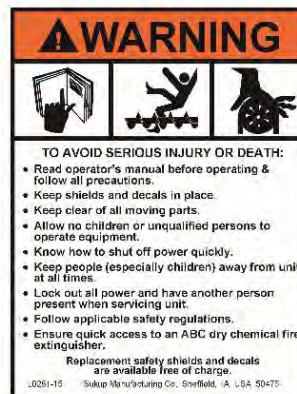 WARNING
TO AVOID SERIOUS INJURY OR DEATH:
• Read operator's manual before operating &
follow all precautions.
• Keep shields and decals in place.
• Keep clear of all moving parts.
• Allow no children or unqualified persons to
operate equipment.
• Know how to shut off power quickly.
• Keep people (especially children) away from unit
at all times.
• Lock out all power and have another person
present when servicing unit.
• Follow applicable safety regulations.
• Ensure quick access to an ABC dry chemical fire
extinguisher.
Replacement safety shields and decals
are available free of charge.
L0281-15 Sukup Manufacturing Co. Sheffield, IA. USA 50475